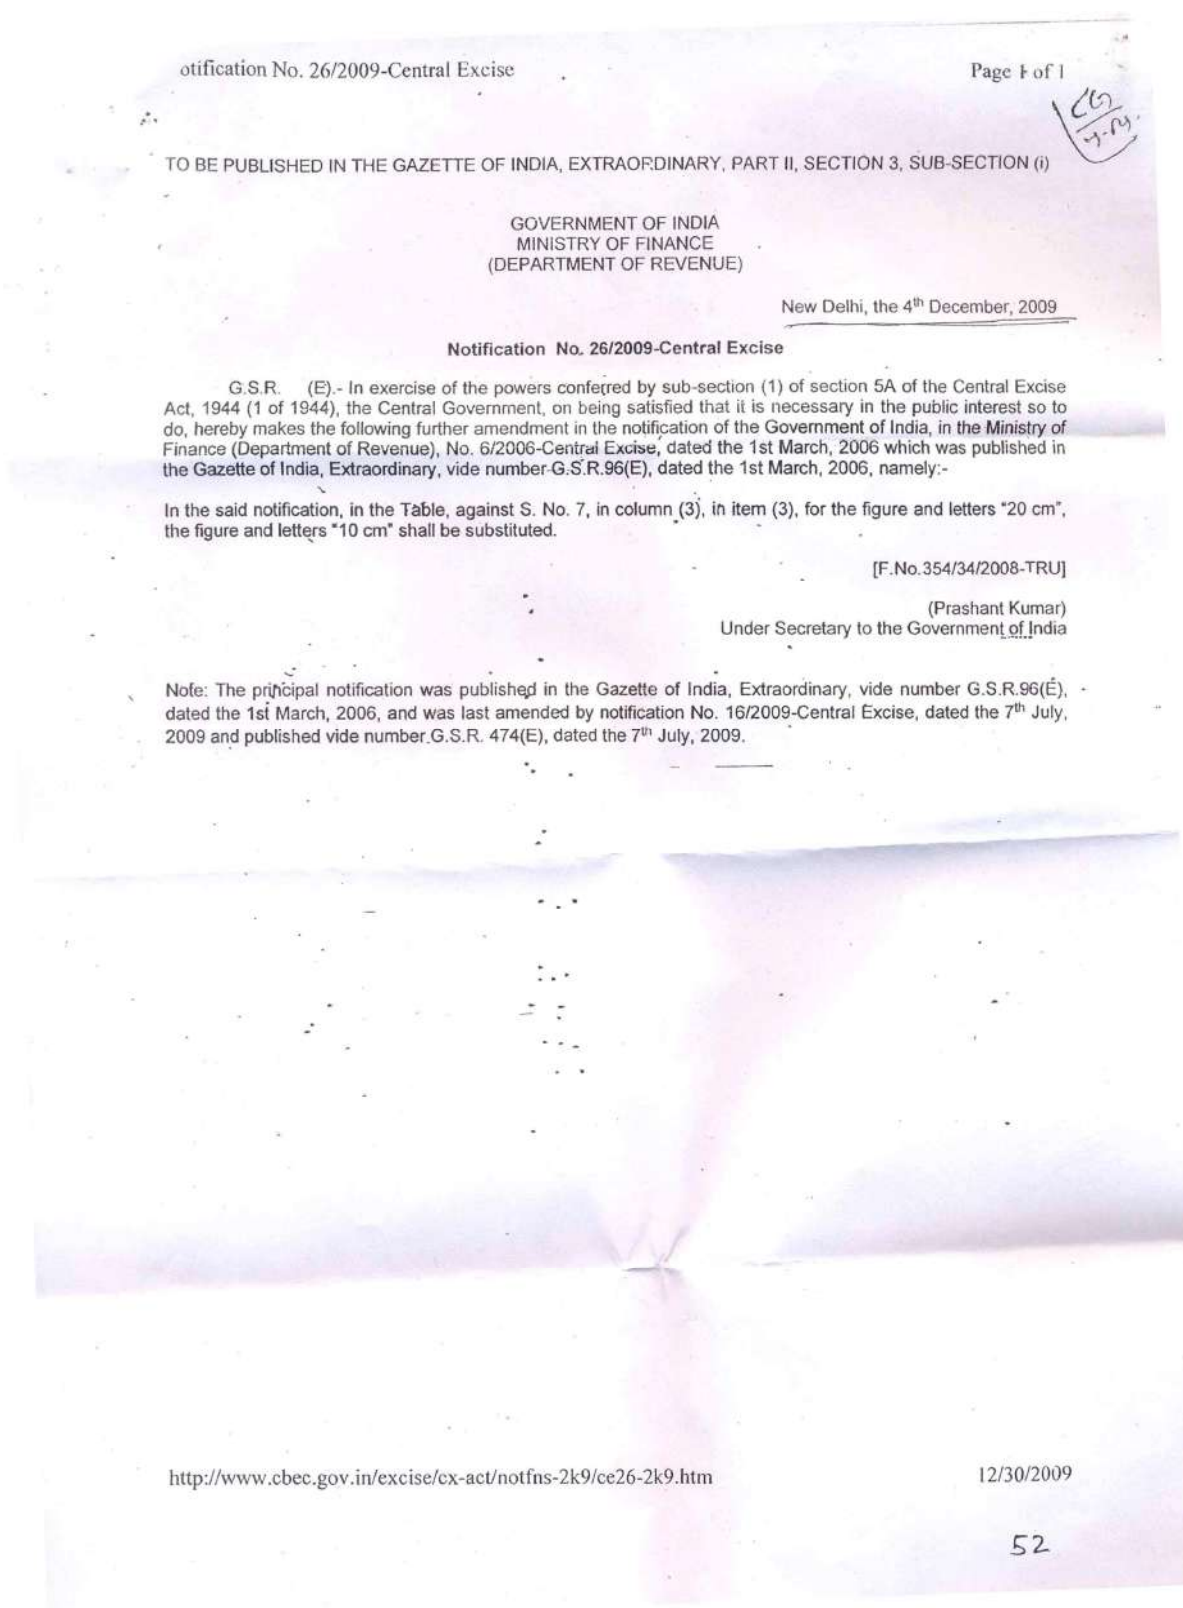 otification No. 26/2009-Central Excise
Page 1 of 1
TO BE PUBLISHED IN THE GAZETTE OF INDIA, EXTRAORDINARY, PART II, SECTION 3, SUB-SECTION (i)
GOVERNMENT OF INDIA
MINISTRY OF FINANCE
(DEPARTMENT OF REVENUE)
New Delhi, the 4th December, 2009
Notification No. 26/2009-Central Excise
G.S.R. (E).- In exercise of the powers conferred by sub-section (1) of section 5A of the Central Excise
Act, 1944 (1 of 1944), the Central Government, on being satisfied that it is necessary in the public interest so to
do, hereby makes the following further amendment in the notification of the Government of India, in the Ministry of
Finance (Department of Revenue), No. 6/2006-Central Excise, dated the 1st March, 2006 which was published in
the Gazette of India, Extraordinary, vide number G.S.R.96(E), dated the 1st March, 2006, namely:-
In the said notification, in the Table, against S. No. 7, in column (3), in item (3), for the figure and letters "20 cm",
the figure and letters "10 cm" shall be substituted.
[F.No.354/34/2008-TRU]
(Prashant Kumar)
Under Secretary to the Government of India
Note: The principal notification was published in the Gazette of India, Extraordinary, vide number G.S.R.96(E),
dated the 1st March, 2006, and was last amended by notification No. 16/2009-Central Excise, dated the 7th July,
2009 and published vide number G.S.R. 474(E), dated the 7th July, 2009.
http://www.cbec.gov.in/excise/cx-act/notfns-2k9/ce26-2k9.htm
12/30/2009
52